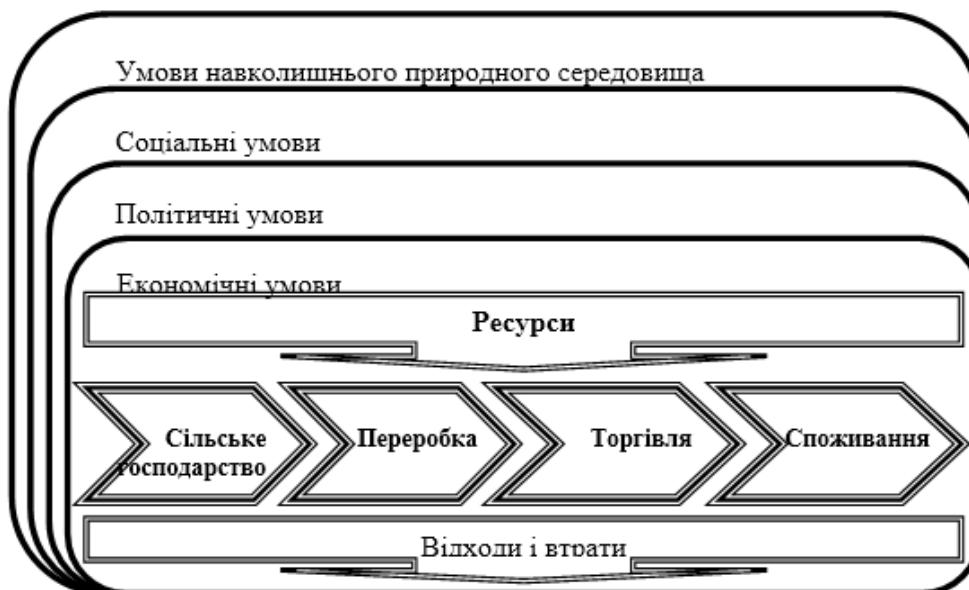 Умови навколишнього природного середовища
Соціальні умови
Політичні умови
Економічні умови
Ресурси
Сільське
господарство
Переробка
Торгівля
Споживання
Відходи і втрати